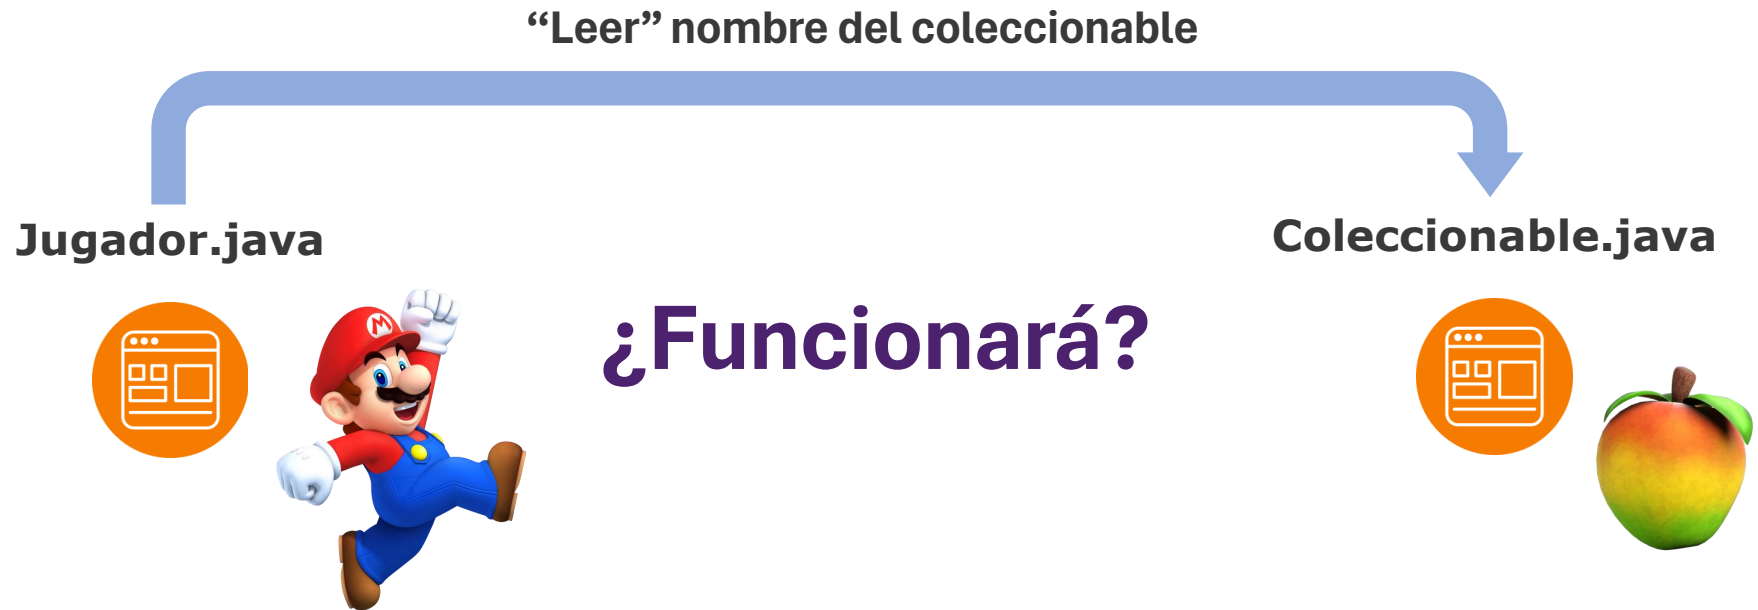 “Leer” nombre del coleccionable
Jugador.java
Coleccionable.java
¿Funcionará?
M